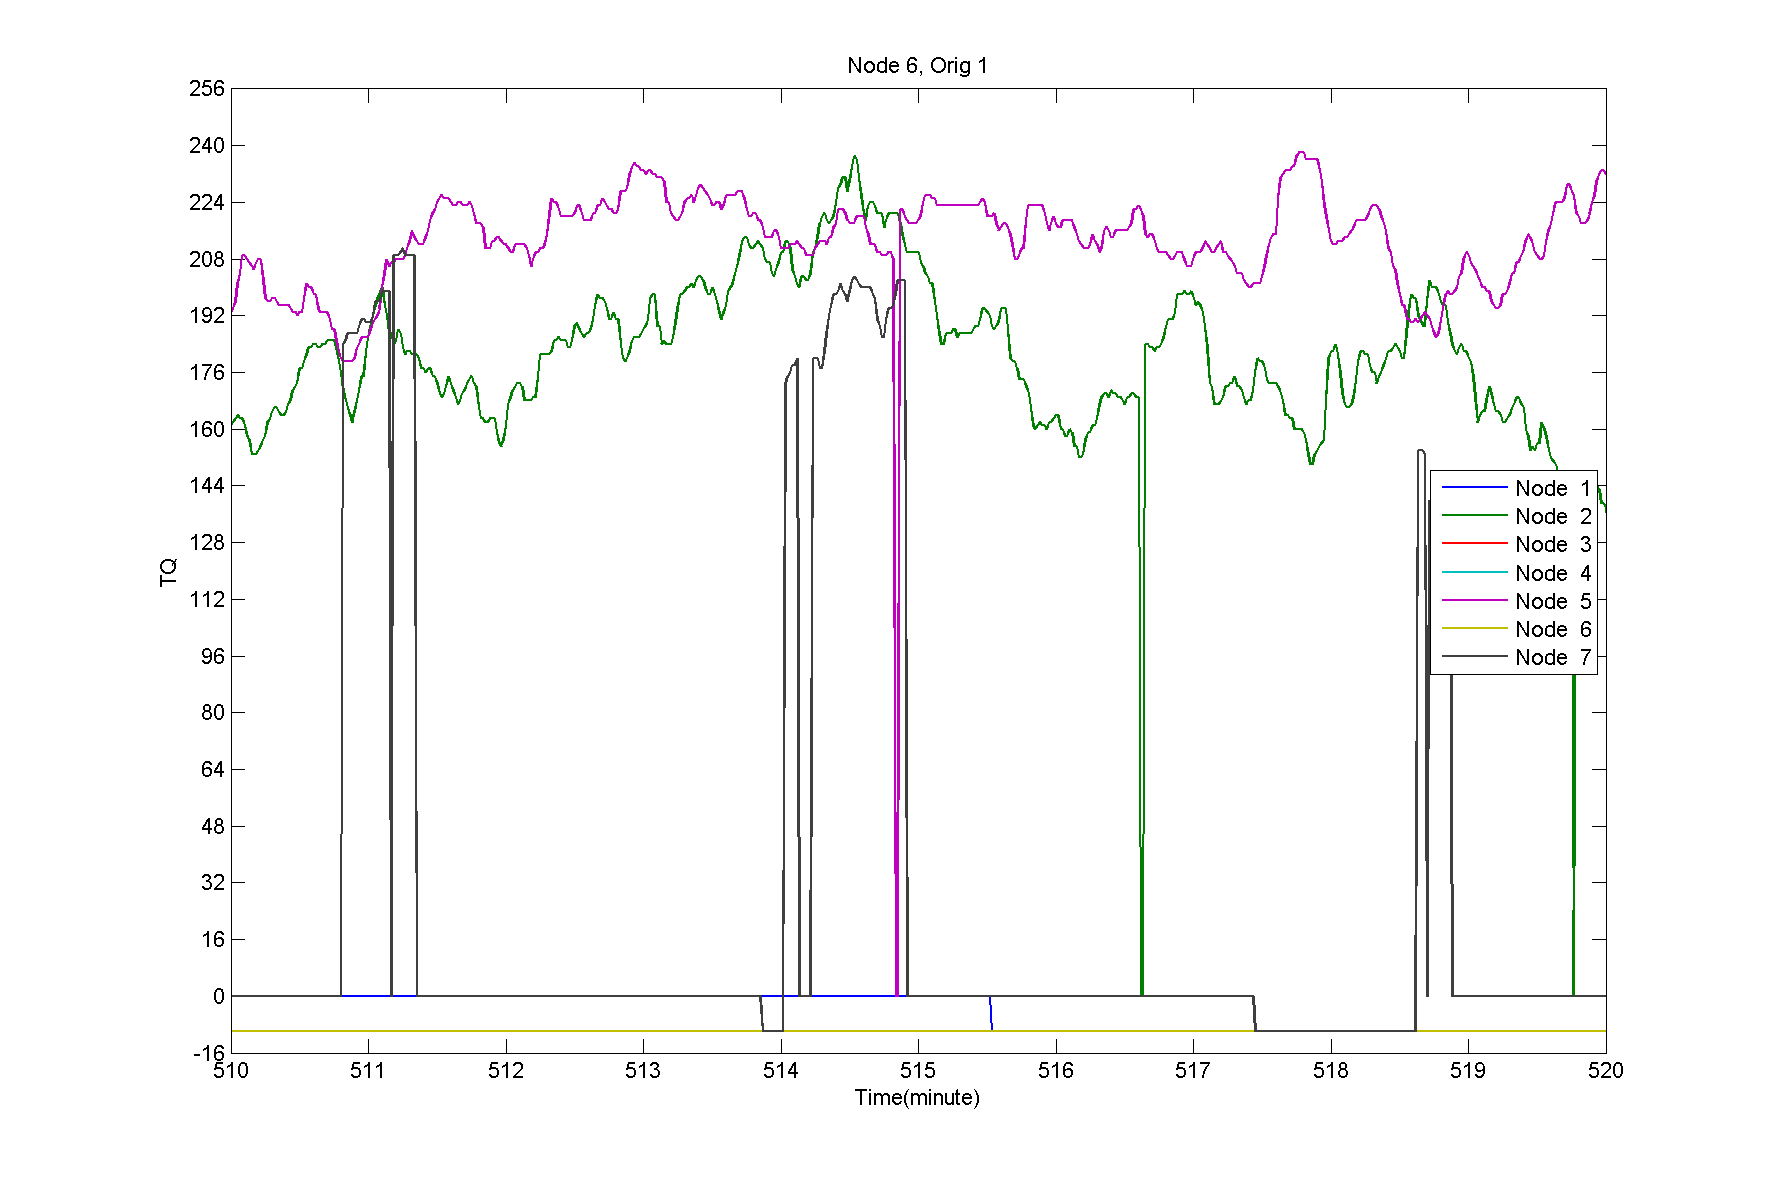 Node 6, Orig 1
256
240
224
208
192
176
160
144
128
112
96
80
64
48
32
16
0
-16
TQ
Node 1
Node 2
Node 3
Node 4
Node 5
Node 6
Node 7
510 511 512 513 514 515 516 517 518 519 520
Time(minute)